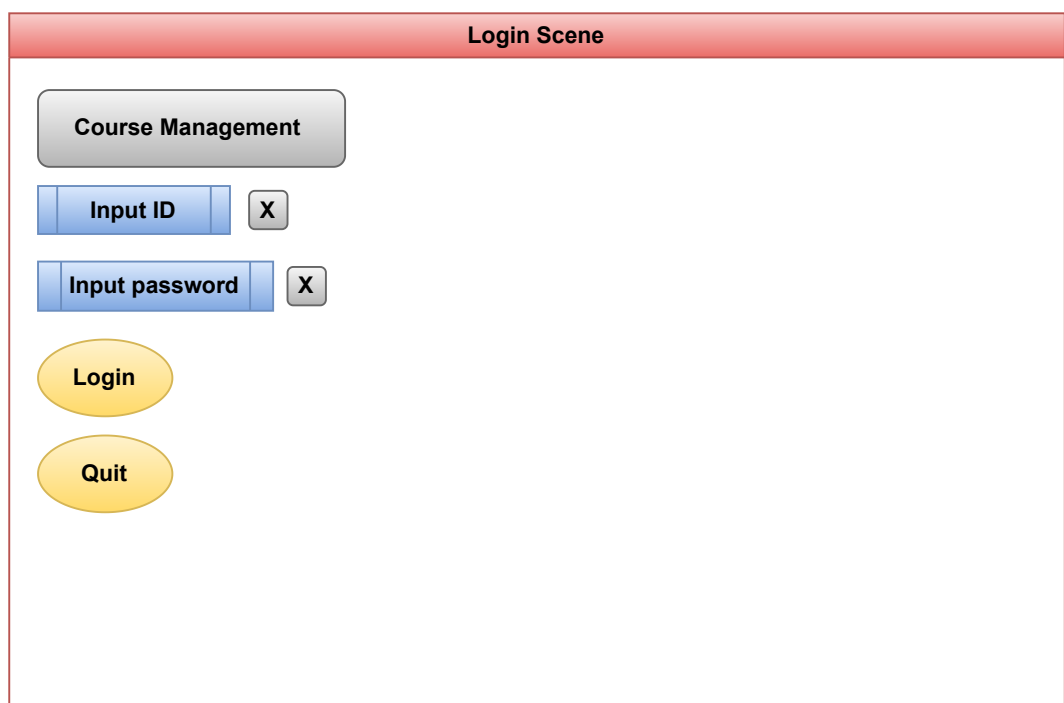 Login Scene
Course Management
Input ID
X
Input password
X
Login
Quit